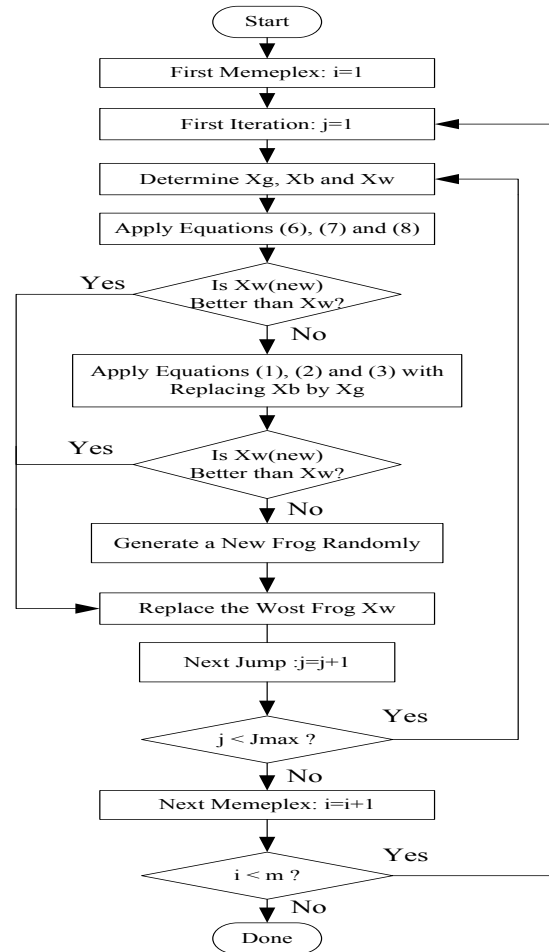 Start
First Memeplex: i=1
First Iteration: j=1
Determine Xg, Xb and Xw
Apply Equations (6), (7) and (8)
Yes
Is Xw(new)
Better than Xw?
No
Apply Equations (1), (2) and (3) with
Replacing Xb by Xg
Yes
Is Xw(new)
Better than Xw?
No
Generate a New Frog Randomly
Replace the Wost Frog Xw
Next Jump :j=j+1
Yes
j < Jmax ?
No
Next Memeplex: i=i+1
Yes
i < m ?
No
Done